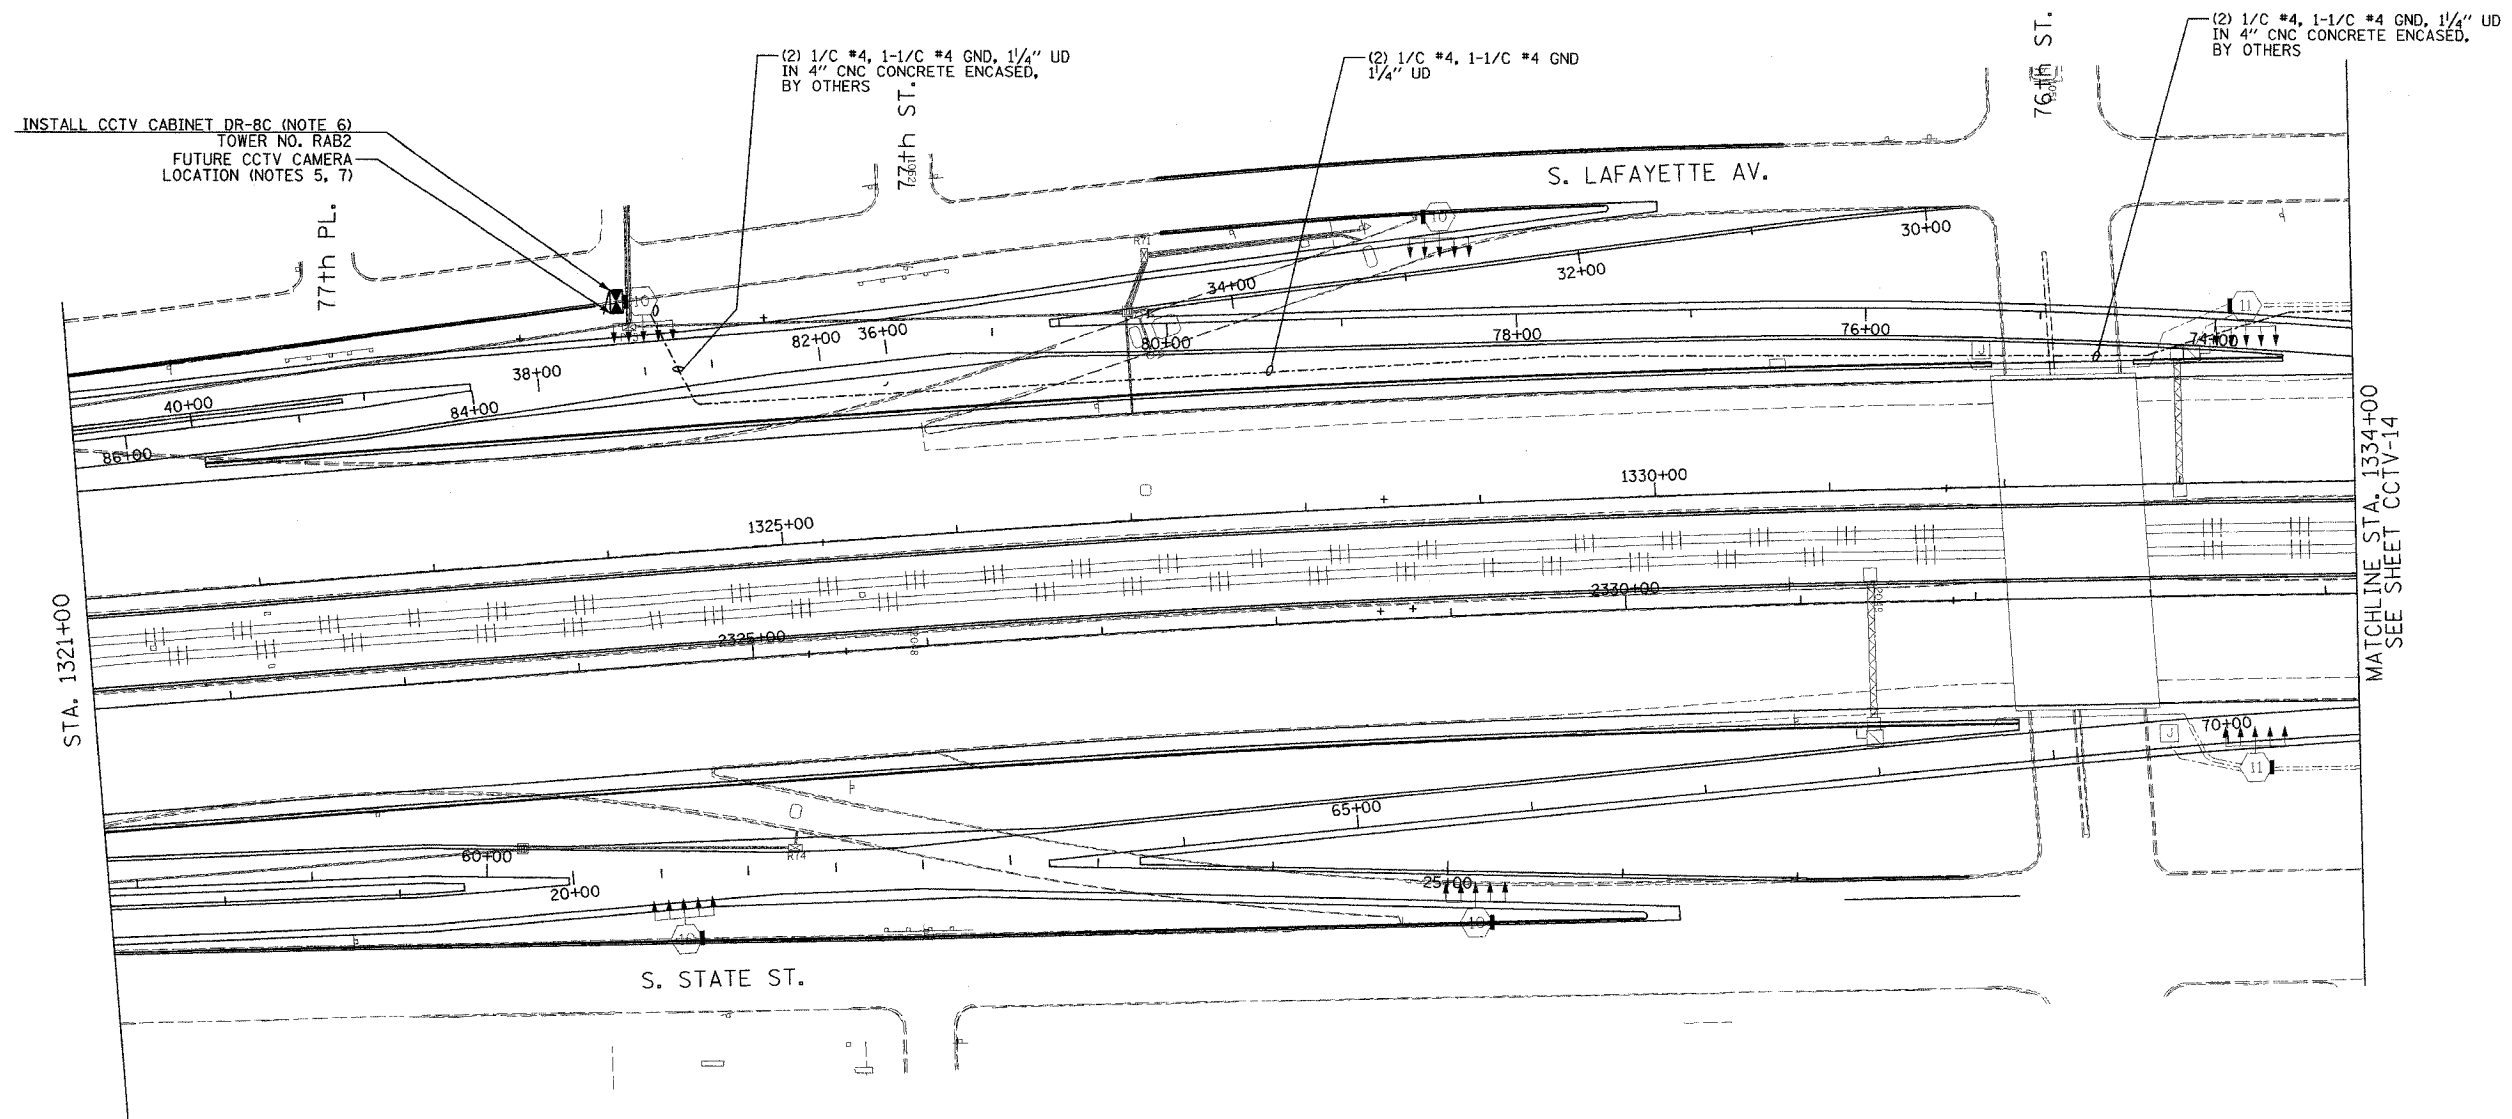 (2) 1/C #4, 1-1/C #4 GND, 1¼" UD
IN 4" CNC CONCRETE ENCASED,
BY OTHERS
(2) 1/C #4, 1-1/C #4 GND
1¼" UD
(2) 1/C #4, 1-1/C #4 GND, 1¼" UD
IN 4" CNC CONCRETE ENCASED,
BY OTHERS
INSTALL CCTV CABINET DR-8C (NOTE 6)
TOWER NO. RAB2
FUTURE CCTV CAMERA
LOCATION (NOTES 5, 7)
77th PL.
77th ST.
76th ST.
S. LAFAYETTE AV.
R71
10
10
11
30+00
32+00
34+00
36+00
38+00
40+00
74+00
76+00
78+00
80+00
82+00
84+00
86+00
J
1325+00
1330+00
2325+00
2330+00
STA. 1321+00
MATCHLINE STA. 1334+00
SEE SHEET CCTV-14
70+00
J
11
65+00
60+00
R74
20+00
25+00
10
10
S. STATE ST.